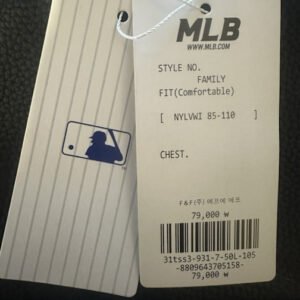 MLB
WWW.MLB.COM
STYLE NO.
FAMILY
FIT(Comfortable)
[ NYLVWI 85-110 ]
CHEST.
F&F(주) 에프에 에프
79,000 w
31tss3-931-7-50L-105
-8809643705158-
79,000 w